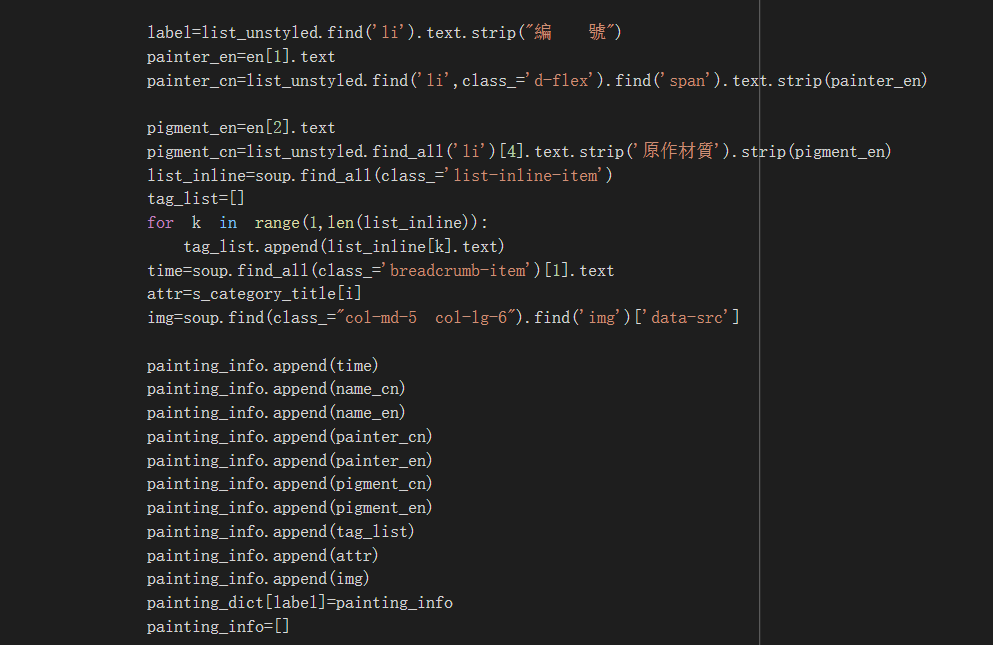 label=list_unstyled.find('li').text.strip("編    號")
painter_en=en[1].text
painter_cn=list_unstyled.find('li',class_='d-flex').find('span').text.strip(painter_en)
pigment_en=en[2].text
pigment_cn=list_unstyled.find_all('li')[4].text.strip('原作材質').strip(pigment_en)
list_inline=soup.find_all(class_='list-inline-item')
tag_list=[]
for  k  in  range(1,len(list_inline)):
    tag_list.append(list_inline[k].text)
time=soup.find_all(class_='breadcrumb-item')[1].text
attr=s_category_title[i]
img=soup.find(class_="col-md-5  col-lg-6").find('img')['data-src']
painting_info.append(time)
painting_info.append(name_cn)
painting_info.append(name_en)
painting_info.append(painter_cn)
painting_info.append(painter_en)
painting_info.append(pigment_cn)
painting_info.append(pigment_en)
painting_info.append(tag_list)
painting_info.append(attr)
painting_info.append(img)
painting_dict[label]=painting_info
painting_info=[]